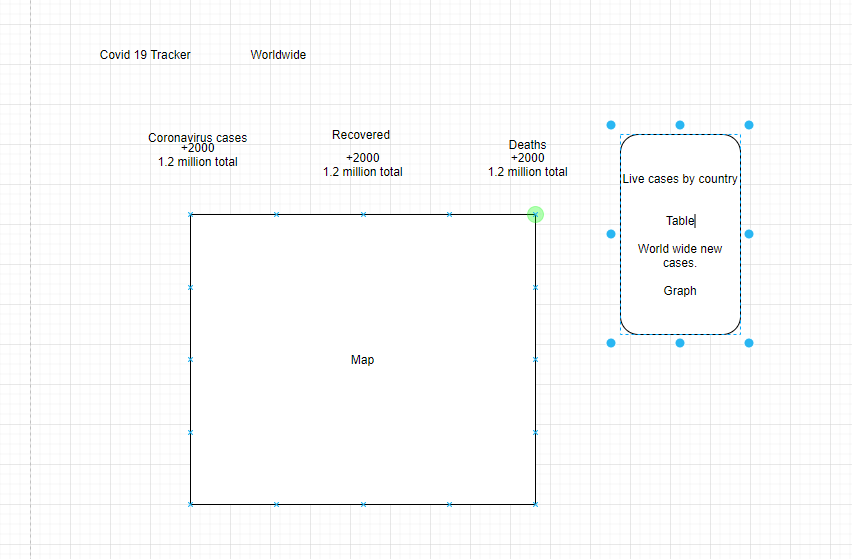 Covid 19 Tracker
Worldwide
Coronavirus cases
+2000
1.2 million total
Recovered
+2000
1.2 million total
Deaths
+2000
1.2 million total
Live cases by country
Table
World wide new
cases.
Graph
Map